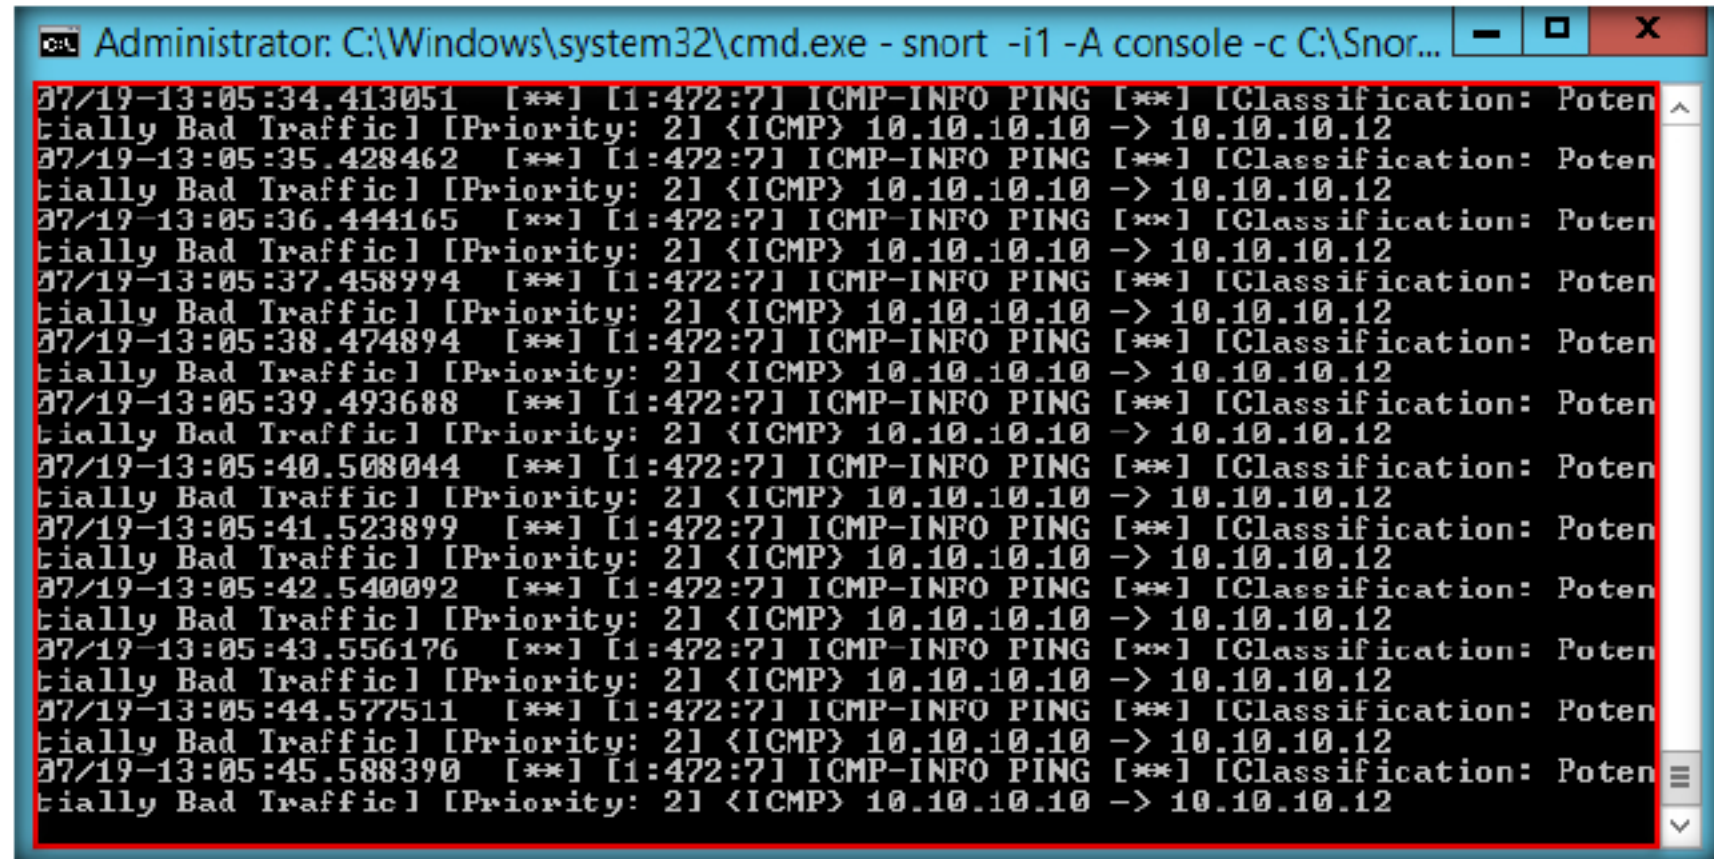 Administrator: C:\Windows\system32\cmd.exe - snort -i1 -A console -c C:\Snor...
07/19-13:05:34.413051  [**] [1:472:7] ICMP-INFO PING [**] [Classification: Poten
tially Bad Traffic] [Priority: 2] {ICMP} 10.10.10.10 -> 10.10.10.12
07/19-13:05:35.428462  [**] [1:472:7] ICMP-INFO PING [**] [Classification: Poten
tially Bad Traffic] [Priority: 2] {ICMP} 10.10.10.10 -> 10.10.10.12
07/19-13:05:36.444165  [**] [1:472:7] ICMP-INFO PING [**] [Classification: Poten
tially Bad Traffic] [Priority: 2] {ICMP} 10.10.10.10 -> 10.10.10.12
07/19-13:05:37.458994  [**] [1:472:7] ICMP-INFO PING [**] [Classification: Poten
tially Bad Traffic] [Priority: 2] {ICMP} 10.10.10.10 -> 10.10.10.12
07/19-13:05:38.474894  [**] [1:472:7] ICMP-INFO PING [**] [Classification: Poten
tially Bad Traffic] [Priority: 2] {ICMP} 10.10.10.10 -> 10.10.10.12
07/19-13:05:39.493688  [**] [1:472:7] ICMP-INFO PING [**] [Classification: Poten
tially Bad Traffic] [Priority: 2] {ICMP} 10.10.10.10 -> 10.10.10.12
07/19-13:05:40.508044  [**] [1:472:7] ICMP-INFO PING [**] [Classification: Poten
tially Bad Traffic] [Priority: 2] {ICMP} 10.10.10.10 -> 10.10.10.12
07/19-13:05:41.523899  [**] [1:472:7] ICMP-INFO PING [**] [Classification: Poten
tially Bad Traffic] [Priority: 2] {ICMP} 10.10.10.10 -> 10.10.10.12
07/19-13:05:42.540092  [**] [1:472:7] ICMP-INFO PING [**] [Classification: Poten
tially Bad Traffic] [Priority: 2] {ICMP} 10.10.10.10 -> 10.10.10.12
07/19-13:05:43.556176  [**] [1:472:7] ICMP-INFO PING [**] [Classification: Poten
tially Bad Traffic] [Priority: 2] {ICMP} 10.10.10.10 -> 10.10.10.12
07/19-13:05:44.577511  [**] [1:472:7] ICMP-INFO PING [**] [Classification: Poten
tially Bad Traffic] [Priority: 2] {ICMP} 10.10.10.10 -> 10.10.10.12
07/19-13:05:45.588390  [**] [1:472:7] ICMP-INFO PING [**] [Classification: Poten
tially Bad Traffic] [Priority: 2] {ICMP} 10.10.10.10 -> 10.10.10.12